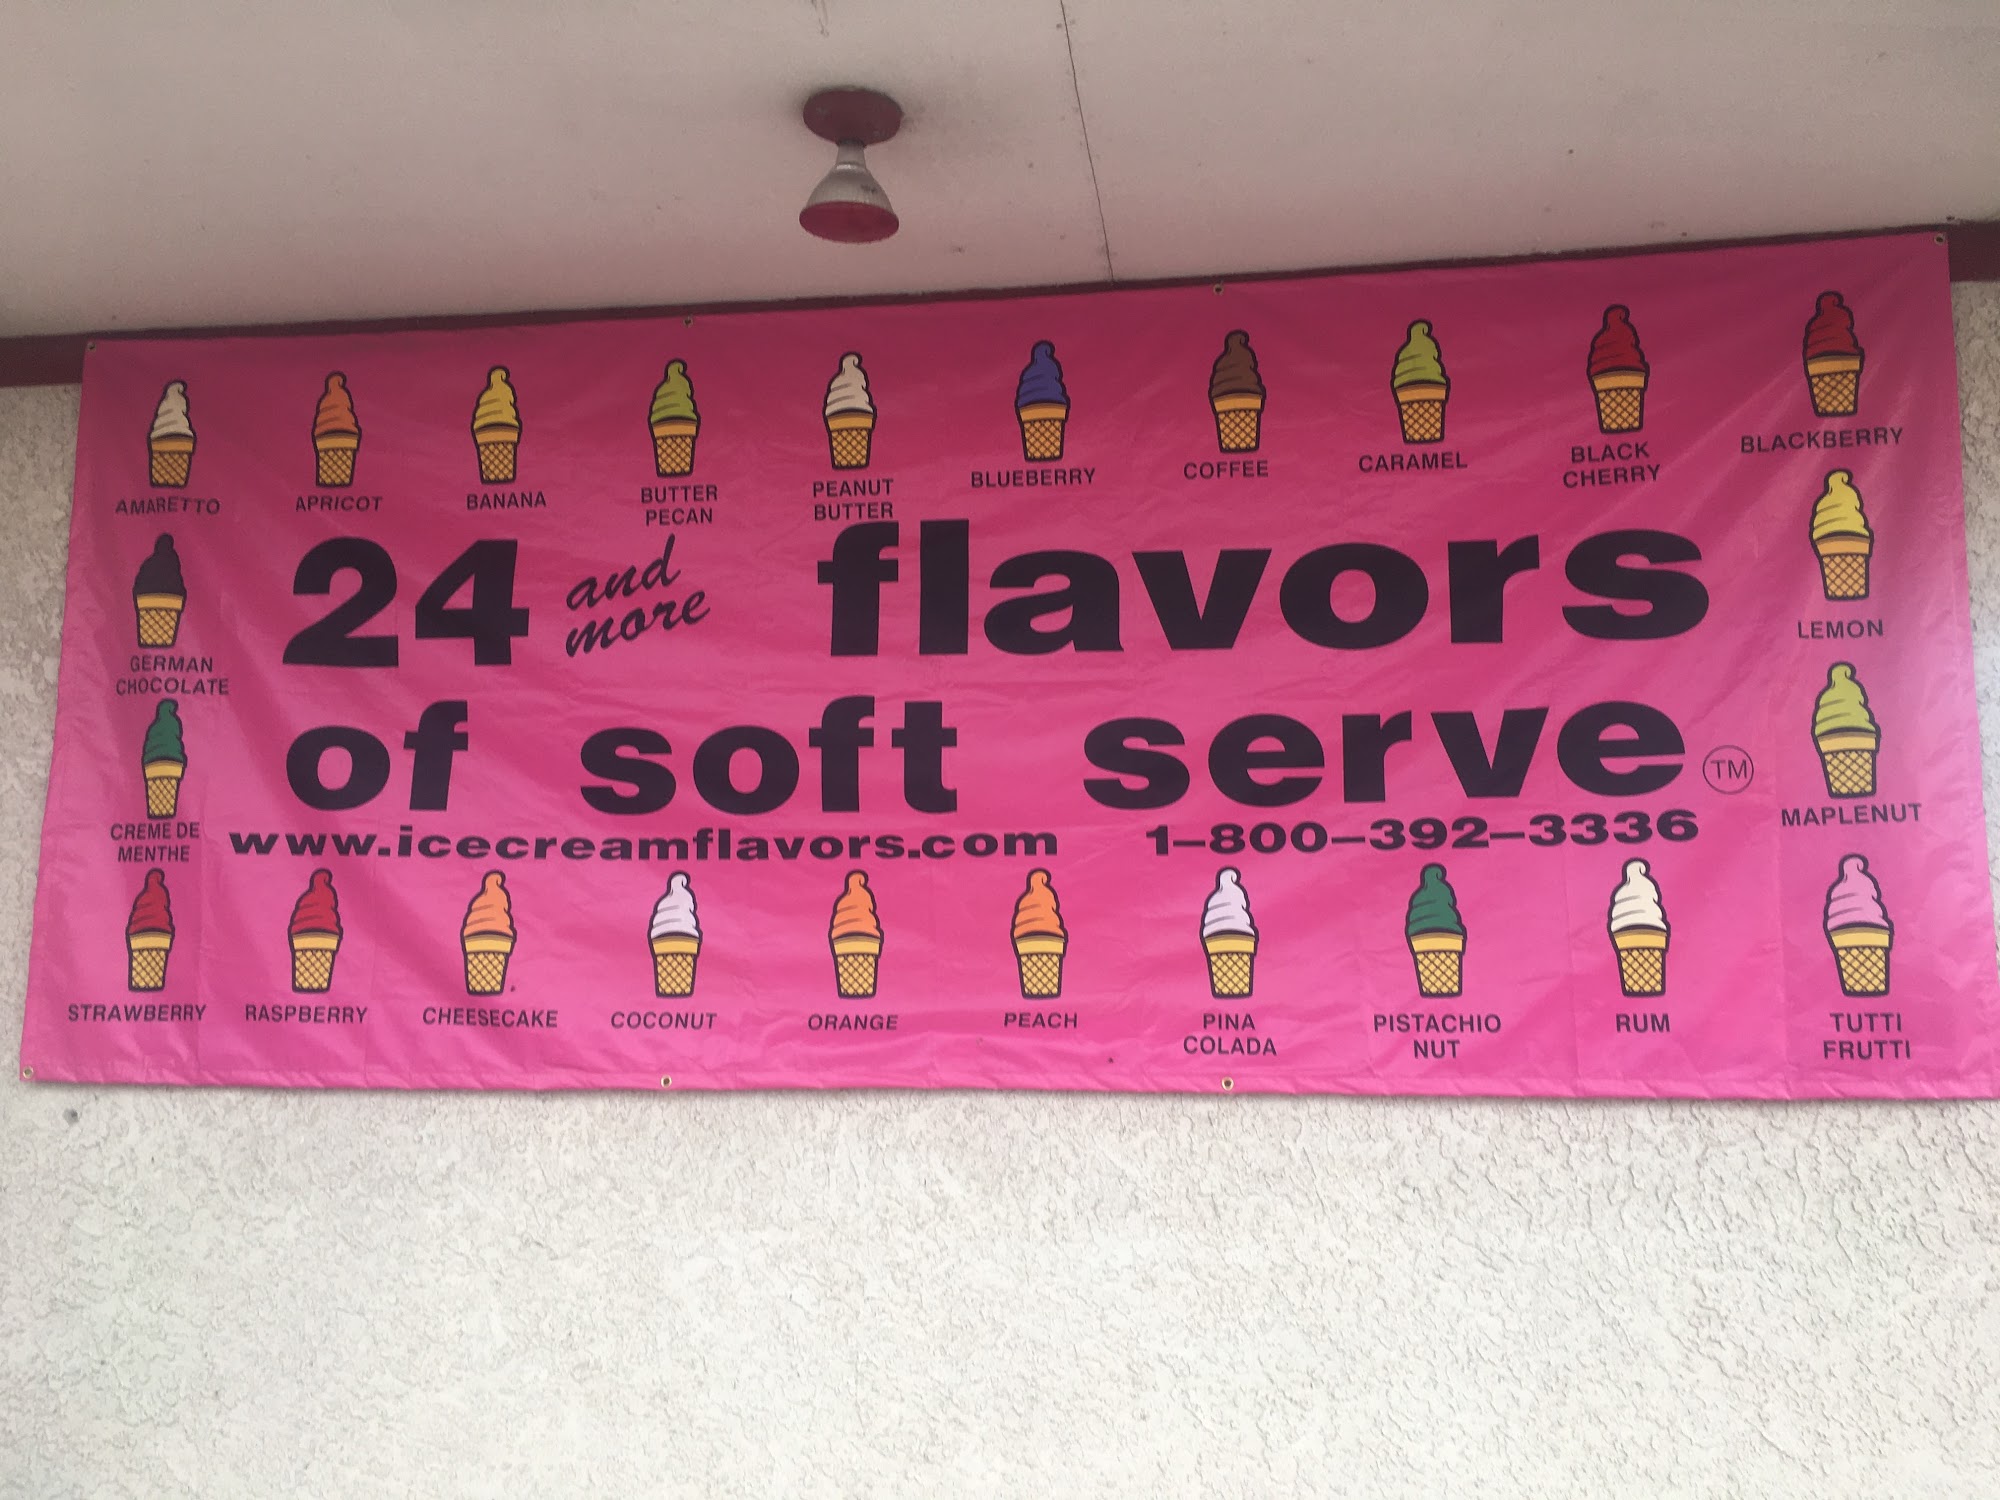 AMARETTO
APRICOT
BANANA
BUTTER
PECAN
PEANUT
BUTTER
BLUEBERRY
COFFEE
CARAMEL
BLACK
CHERRY
BLACKBERRY
24 and more flavors
GERMAN
CHOCOLATE
LEMON
of soft serve TM
CREME DE
MENTHE
MAPLENUT
www.icecreamflavors.com 1-800-392-3336
STRAWBERRY
RASPBERRY
CHEESECAKE
COCONUT
ORANGE
PEACH
PINA
COLADA
PISTACHIO
NUT
RUM
TUTTI
FRUTTI